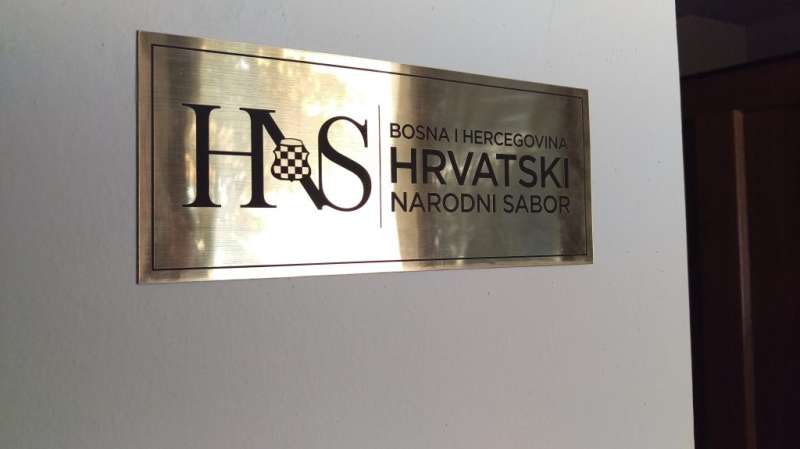 HNS
BOSNA I HERCEGOVINA
HRVATSKI
NARODNI SABOR